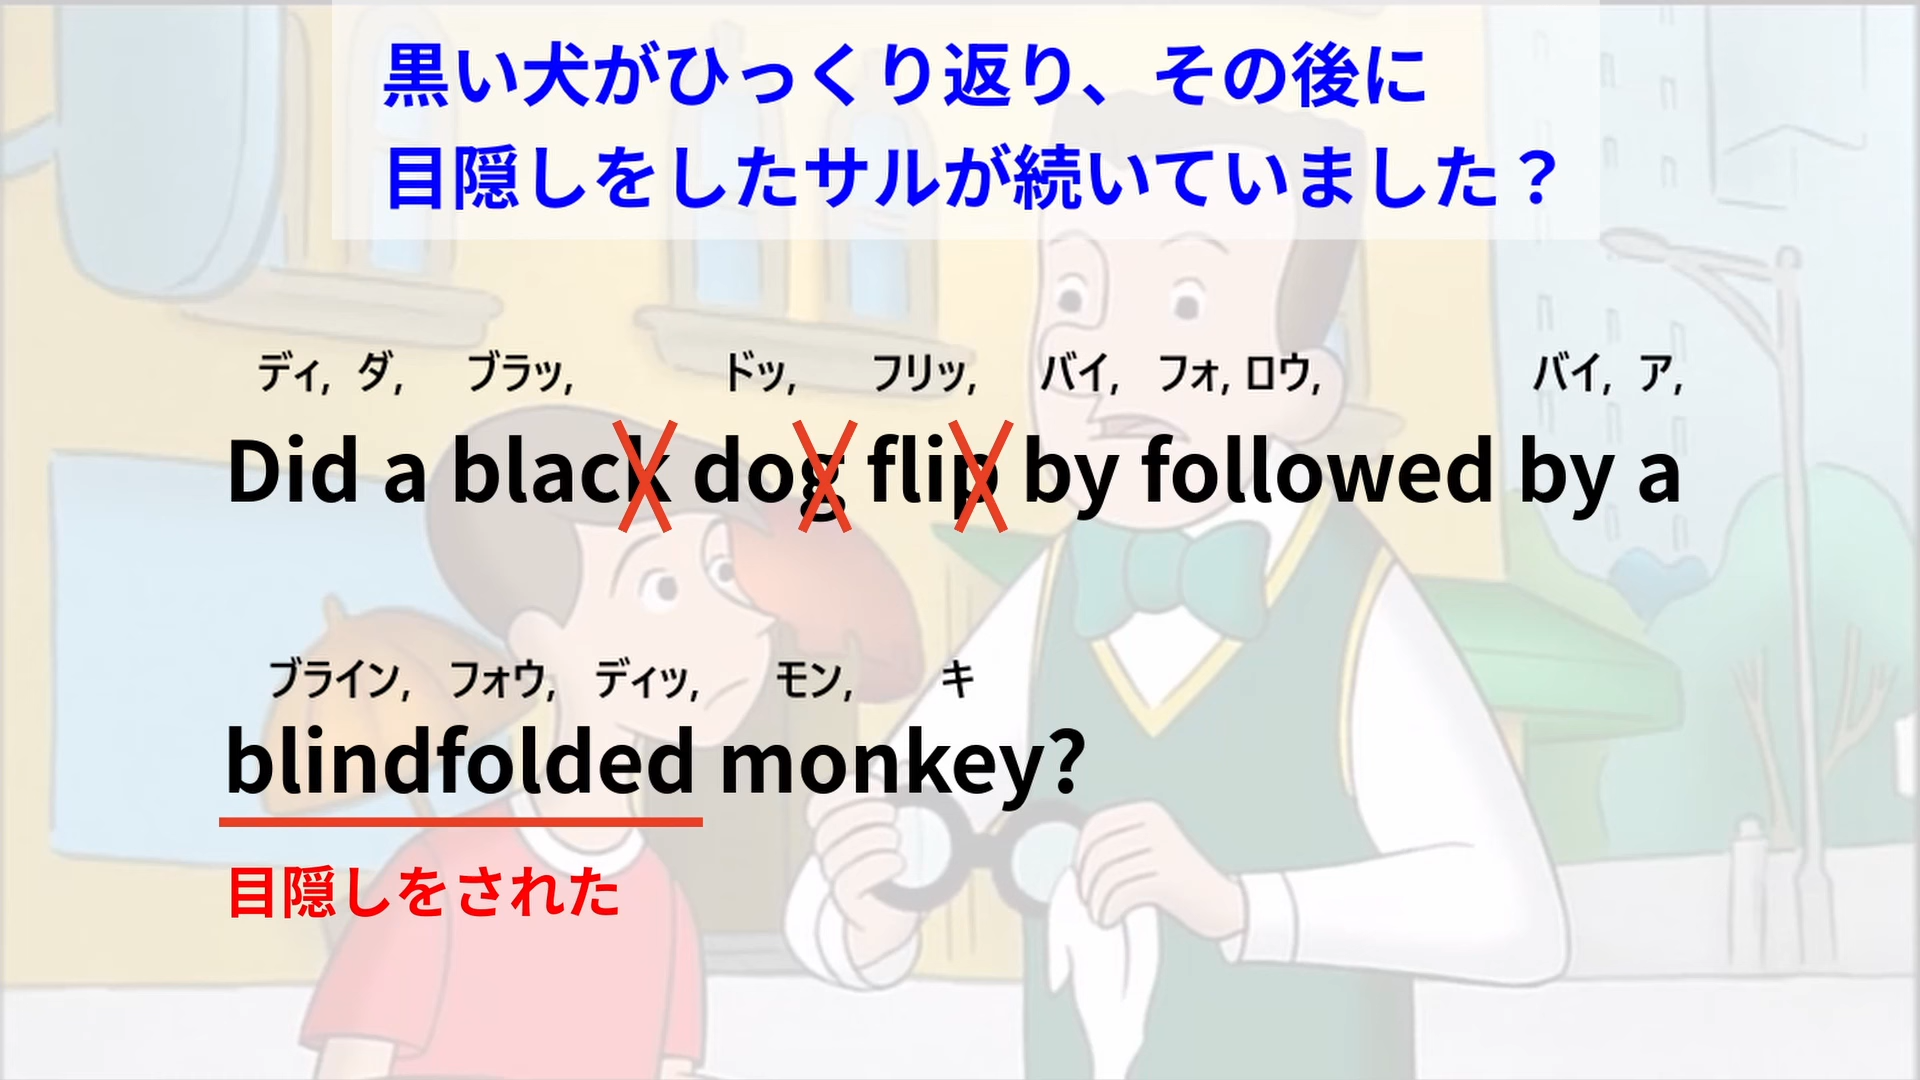 黒い犬がひっくり返り、その後に
目隠しをしたサルが続いていました？
ディ, ダ, ブラッ, ドッ, フリッ, バイ, フォ, ロウ, バイ, ア,
Did a black dog flip by followed by a
ブライン, フォウ, ディッ, モン, キ
blindfolded monkey?
目隠しをされた